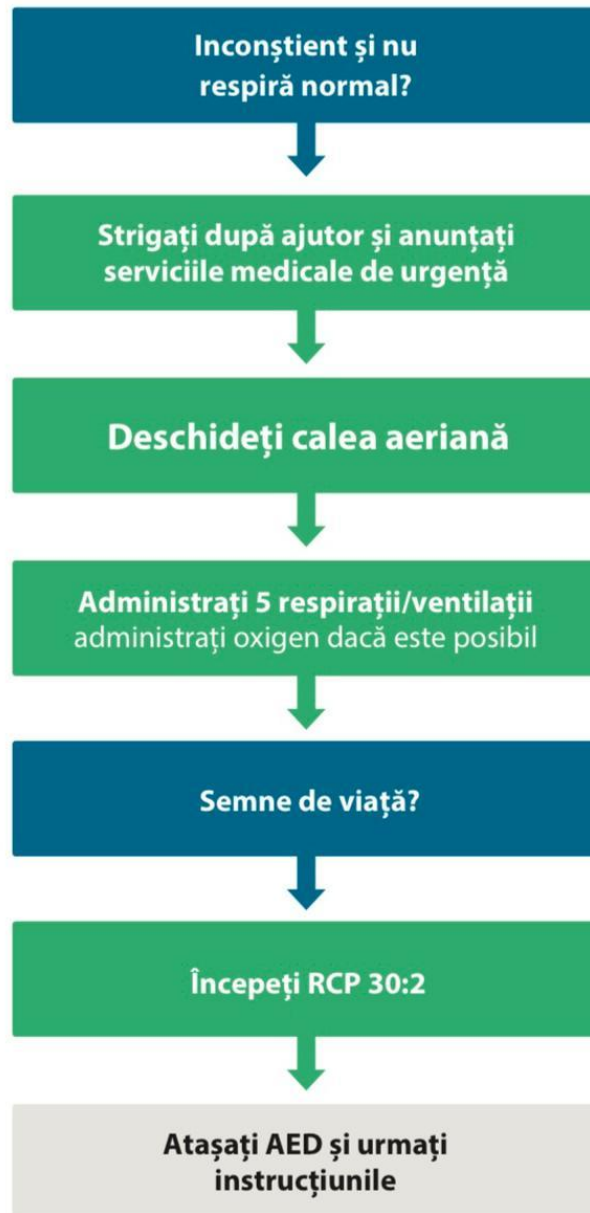 Inconștient și nu
respiră normal?
Strigați după ajutor și anunțați
serviciile medicale de urgență
Deschideți calea aeriană
Administrați 5 respirații/ventilații
administrați oxigen dacă este posibil
Semne de viață?
Începeți RCP 30:2
Atașați AED și urmați
instrucțiunile